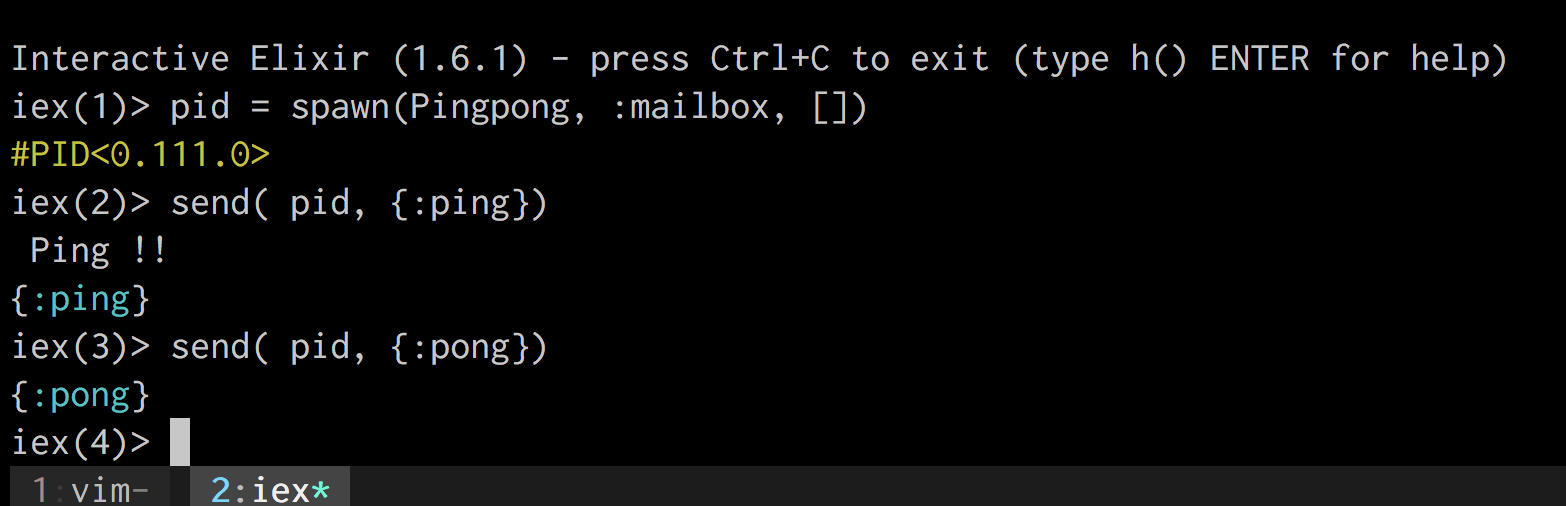 Interactive Elixir (1.6.1) - press Ctrl+C to exit (type h() ENTER for help)
iex(1)> pid = spawn(Pingpong, :mailbox, [])
#PID<0.111.0>
iex(2)> send( pid, {:ping})
 Ping !!
{:ping}
iex(3)> send( pid, {:pong})
{:pong}
iex(4)>
1:vim- 2:iex*